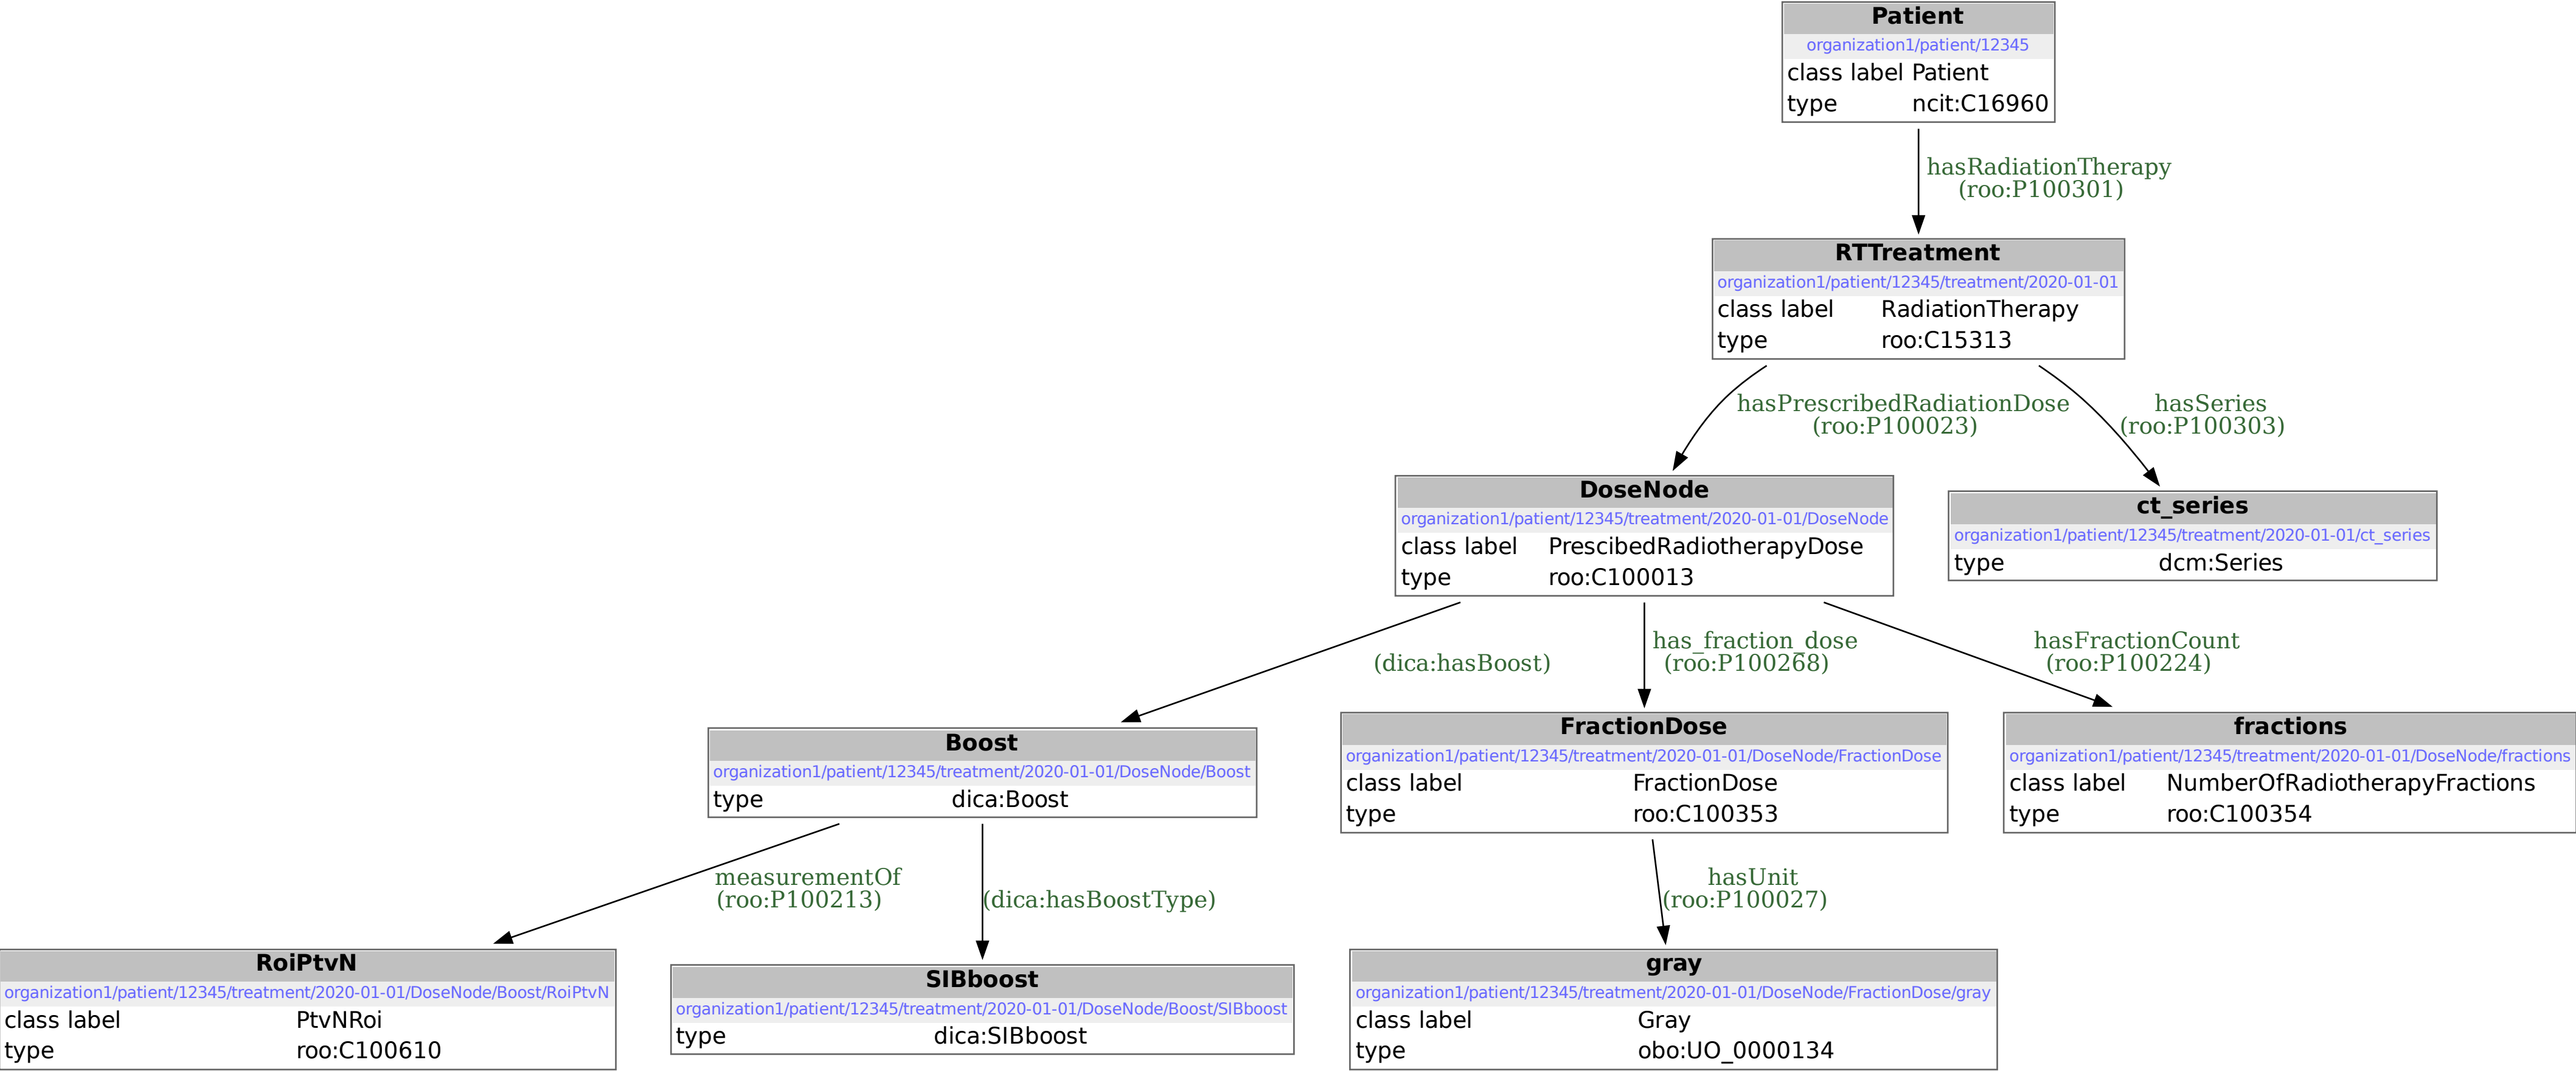 Patient
organization1/patient/12345
class label Patient
type ncit:C16960
hasRadiationTherapy
(roo:P100301)
RTTreatment
organization1/patient/12345/treatment/2020-01-01
class label RadiationTherapy
type roo:C15313
hasPrescribedRadiationDose
(roo:P100023)
hasSeries
(roo:P100303)
DoseNode
organization1/patient/12345/treatment/2020-01-01/DoseNode
class label PrescibedRadiotherapyDose
type roo:C100013
ct_series
organization1/patient/12345/treatment/2020-01-01/ct_series
type dcm:Series
(dica:hasBoost)
has_fraction_dose
(roo:P100268)
hasFractionCount
(roo:P100224)
Boost
organization1/patient/12345/treatment/2020-01-01/DoseNode/Boost
type dica:Boost
FractionDose
organization1/patient/12345/treatment/2020-01-01/DoseNode/FractionDose
class label FractionDose
type roo:C100353
fractions
organization1/patient/12345/treatment/2020-01-01/DoseNode/fractions
class label NumberOfRadiotherapyFractions
type roo:C100354
measurementOf
(roo:P100213)
(dica:hasBoostType)
hasUnit
(roo:P100027)
RoiPtvN
organization1/patient/12345/treatment/2020-01-01/DoseNode/Boost/RoiPtvN
class label PtvNRoi
type roo:C100610
SIBboost
organization1/patient/12345/treatment/2020-01-01/DoseNode/Boost/SIBboost
type dica:SIBboost
gray
organization1/patient/12345/treatment/2020-01-01/DoseNode/FractionDose/gray
class label Gray
type obo:UO_0000134